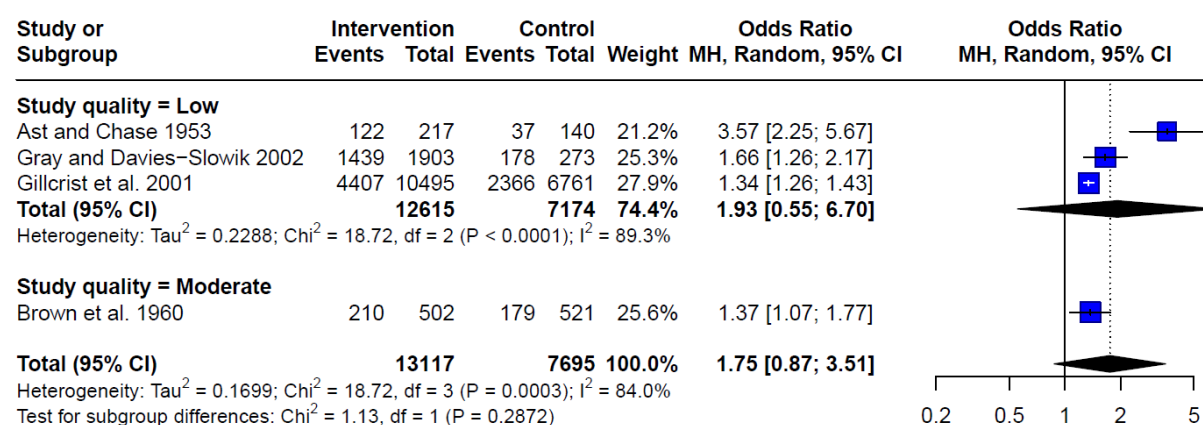 Study or Intervention Control Odds Ratio Odds Ratio
Subgroup Events Total Events Total Weight MH, Random, 95% CI MH, Random, 95% CI
Study quality = Low
Ast and Chase 1953 122 217 37 140 21.2% 3.57 [2.25; 5.67]
Gray and Davies−Slowik 2002 1439 1903 178 273 25.3% 1.66 [1.26; 2.17]
Gillcrist et al. 2001 4407 10495 2366 6761 27.9% 1.34 [1.26; 1.43]
Total (95% CI) 12615 7174 74.4% 1.93 [0.55; 6.70]
Heterogeneity: Tau² = 0.2288; Chi² = 18.72, df = 2 (P < 0.0001); I² = 89.3%
Study quality = Moderate
Brown et al. 1960 210 502 179 521 25.6% 1.37 [1.07; 1.77]
Total (95% CI) 13117 7695 100.0% 1.75 [0.87; 3.51]
Heterogeneity: Tau² = 0.1699; Chi² = 18.72, df = 3 (P = 0.0003); I² = 84.0%
Test for subgroup differences: Chi² = 1.13, df = 1 (P = 0.2872)
0.2 0.5 1 2 5